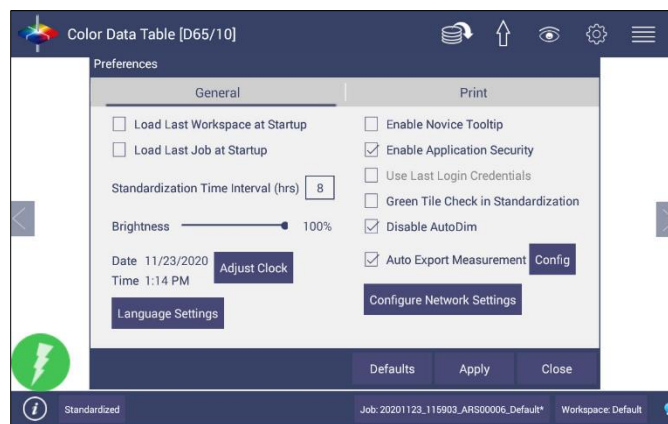 Color Data Table [D65/10]
Preferences
General
Print
Load Last Workspace at Startup
Load Last Job at Startup
Standardization Time Interval (hrs) 8
Brightness 100%
Date 11/23/2020
Time 1:14 PM
Adjust Clock
Language Settings
Enable Novice Tooltip
Enable Application Security
Use Last Login Credentials
Green Tile Check in Standardization
Disable AutoDim
Auto Export Measurement Config
Configure Network Settings
Defaults Apply Close
i Standardized Job: 20201123_115903_ARS00006_Default* Workspace: Default